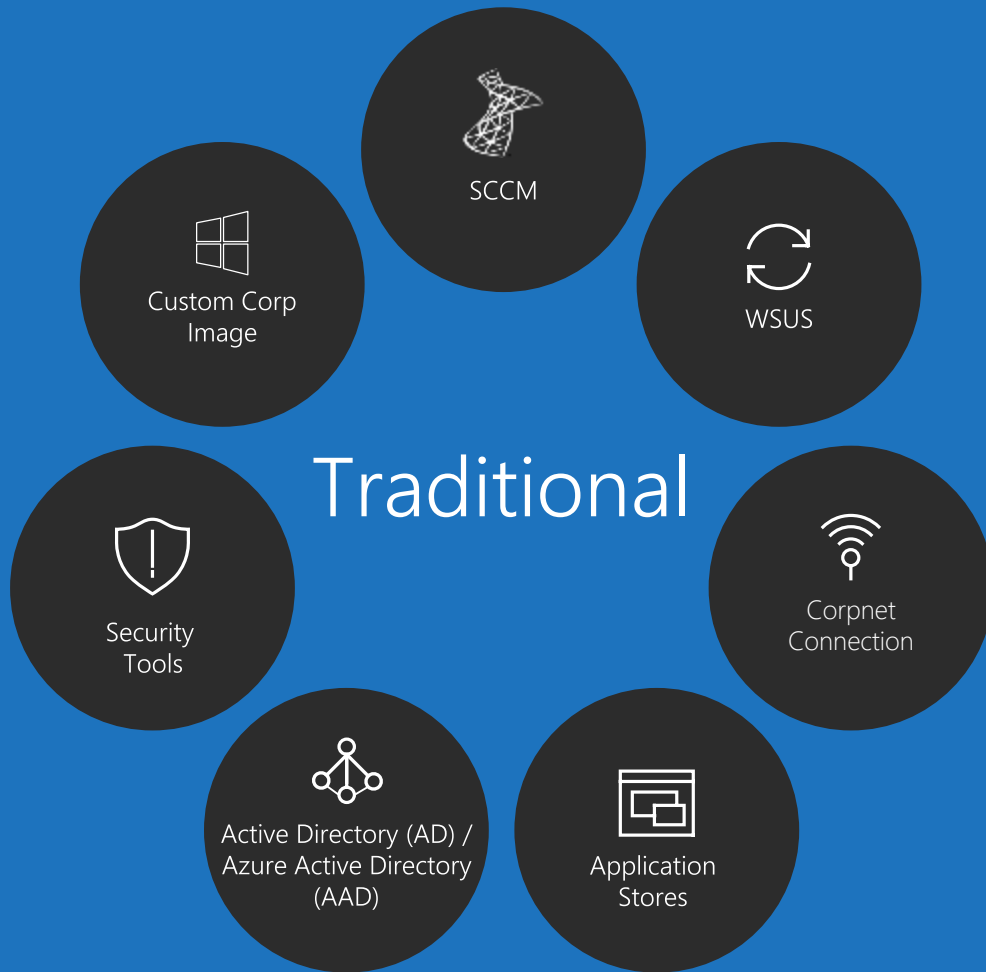 SCCM
Custom Corp
Image
WSUS
Traditional
Security
Tools
Corpnet
Connection
Active Directory (AD) /
Azure Active Directory
(AAD)
Application
Stores